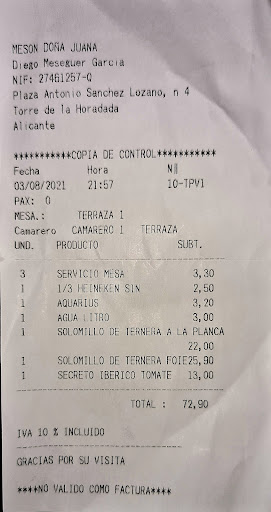 MESON DOÑA JUANA
Diego Meseguer Garcia
NIF: 27461257-Q
Plaza Antonio Sanchez Lozano, n 4
Torre de la Horadada
Alicante
***********COPIA DE CONTROL***********
Fecha Hora
03/08/2021 21:57 10-TPV1
PAX: 0
MESA.: TERRAZA 1
Camarero CAMARERO 1 TERRAZA
UND. PRODUCTO SUBT.
3 SERVICIO MESA 3,30
1 1/3 HEINEKEN SIN 2,50
1 AQUARIUS 3,20
1 AGUA LITRO 3,00
1 SOLOMILLO DE TERNERA A LA PLANCA
22,00
1 SOLOMILLO DE TERNERA FOIE25,90
1 SECRETO IBERICO TOMATE 13,00
TOTAL : 72,90
IVA 10 % INCLUIDO
GRACIAS POR SU VISITA
****NO VALIDO COMO FACTURA****